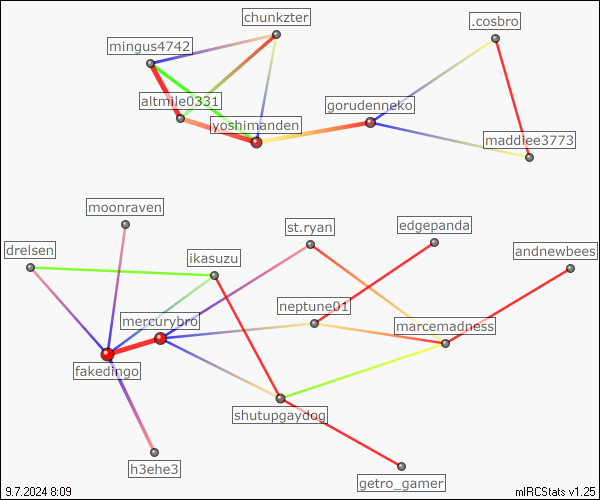 chunkzter
.cosbro
mingus4742
altmile0331
gorudenneko
yoshimanden
maddiee3773
moonraven
st.ryan
edgepanda
drelsen
ikasuzu
andnewbees
neptune01
mercurybro
marcemadness
fakedingo
shutupgaydog
h3ehe3
getro_gamer
9.7.2024 8:09
mIRCStats v1.25